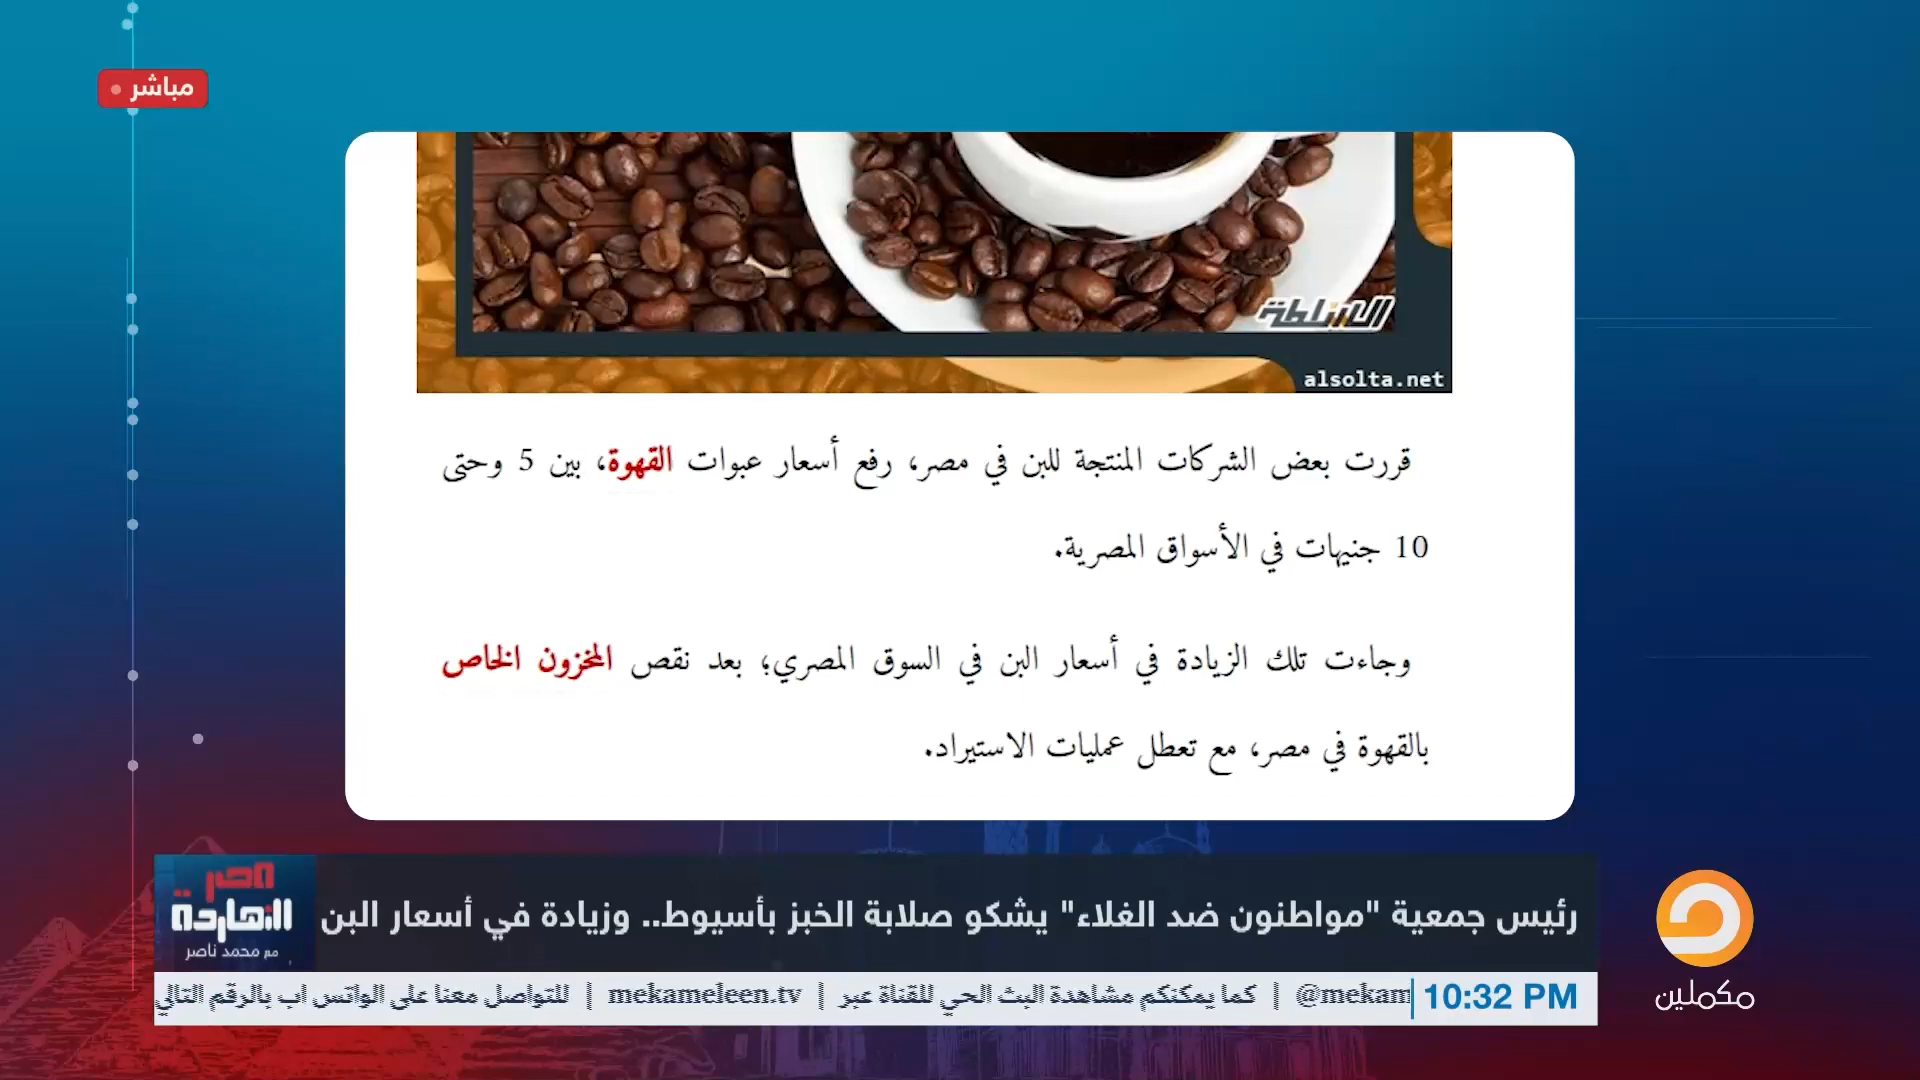 مباشر
السلطة
alsolta.net
قررت بعض الشركات المنتجة للبن في مصر، رفع أسعار عبوات القهوة، بين 5 وحتى
10 جنيهات في الأسواق المصرية.
وجاءت تلك الزيادة في أسعار البن في السوق المصري؛ بعد نقص المخزون الخاص
بالقهوة في مصر، مع تعطل عمليات الاستيراد.
رئيس جمعية "مواطنون ضد الغلاء" يشكو صلابة الخبز بأسيوط.. وزيادة في أسعار البن
مصر
النهاردة
مع محمد ناصر
10:32 PM
@mekam | كما يمكنكم مشاهدة البث الحي للقناة عبر | mekameleen.tv | للتواصل معنا على الواتس اب بالرقم التالي
مكملين